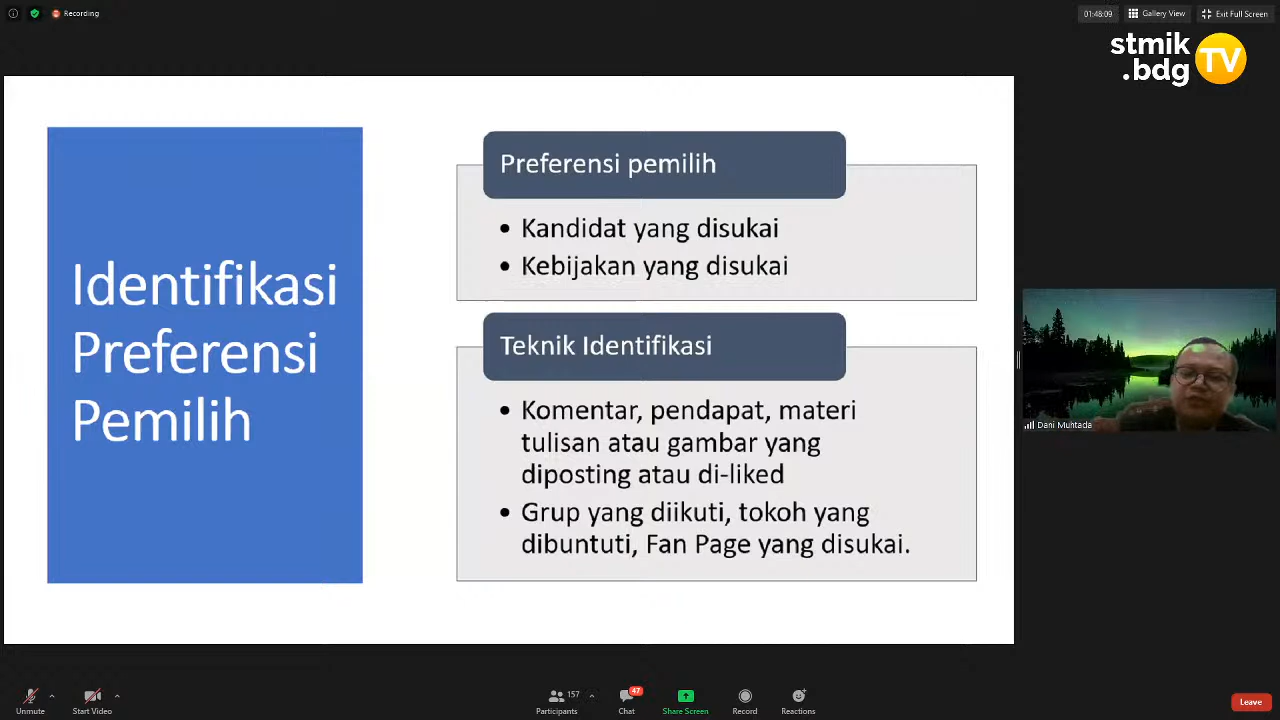 Recording
01:48:09
Gallery View
Exit Full Screen
stmik
.bdg
TV
Identifikasi
Preferensi
Pemilih
Preferensi pemilih
• Kandidat yang disukai
• Kebijakan yang disukai
Teknik Identifikasi
• Komentar, pendapat, materi
tulisan atau gambar yang
diposting atau di-liked
• Grup yang diikuti, tokoh yang
dibuntuti, Fan Page yang disukai.
Dani Muhtada
Unmute
Start Video
157
Participants
47
Chat
Share Screen
Record
Reactions
Leave